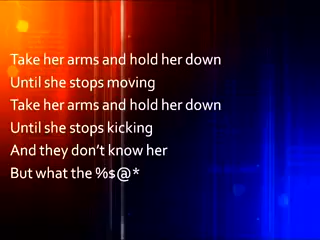 Take her arms and hold her down
Until she stops moving
Take her arms and hold her down
Until she stops kicking
And they don't know her
But what the %$@*